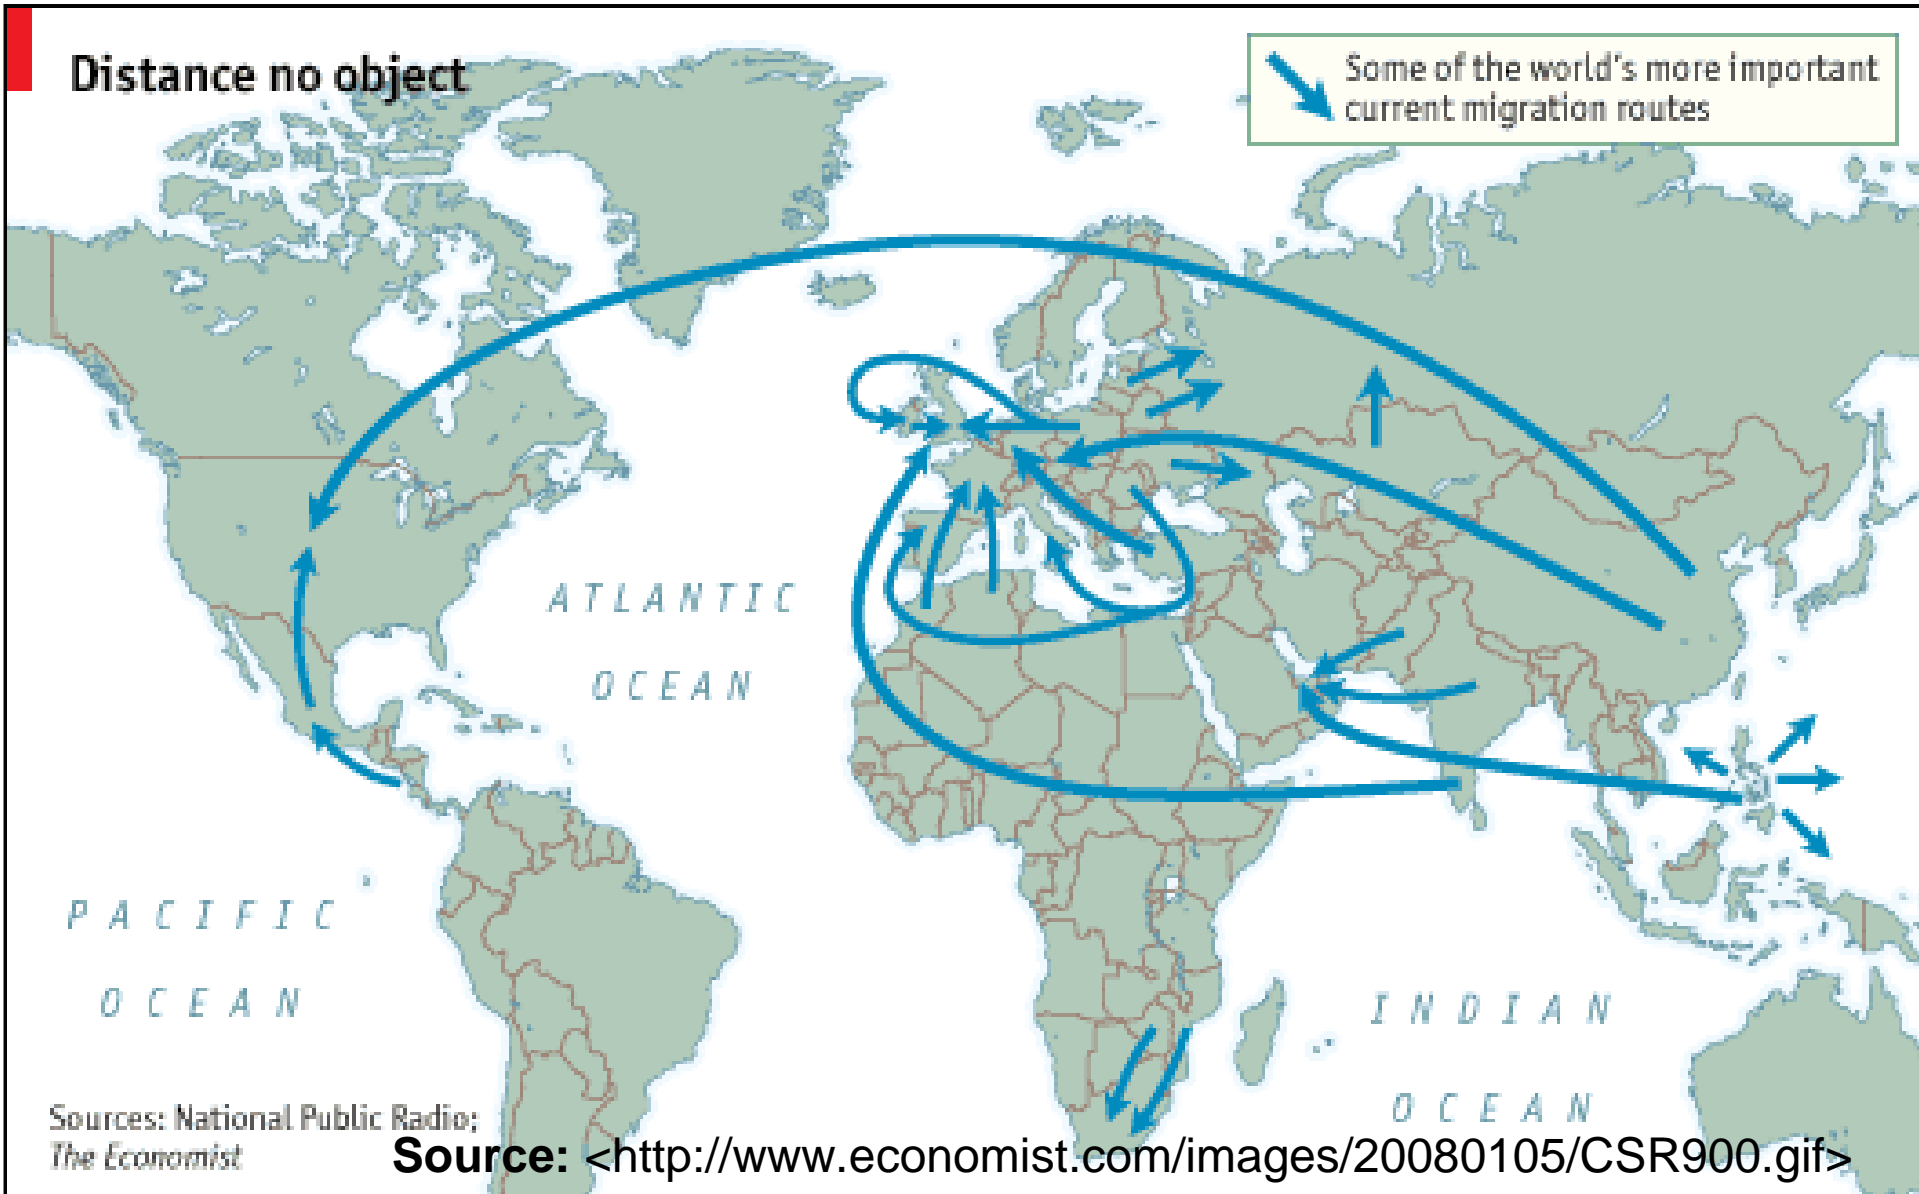 Distance no object
Some of the world's more important
current migration routes
ATLANTIC
OCEAN
PACIFIC
OCEAN
INDIAN
OCEAN
Sources: National Public Radio;
The Economist
Source: <http://www.economist.com/images/20080105/CSR900.gif>